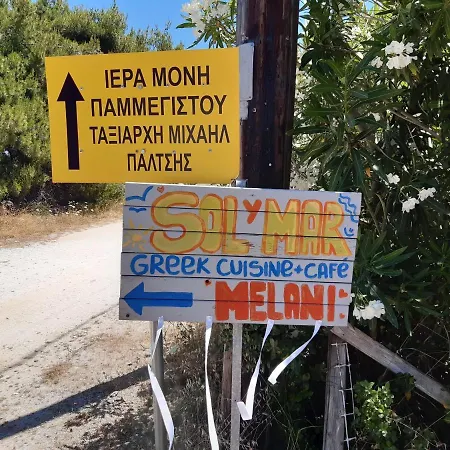 ΙΕΡΑ ΜΟΝΗ
ΠΑΜΜΕΓΙΣΤΟΥ
ΤΑΞΙΑΡΧΗ ΜΙΧΑΗΛ
ΠΑΛΤΣΗΣ
SOL Y MAR
GREEK CUISINE + CAFE
MELANI